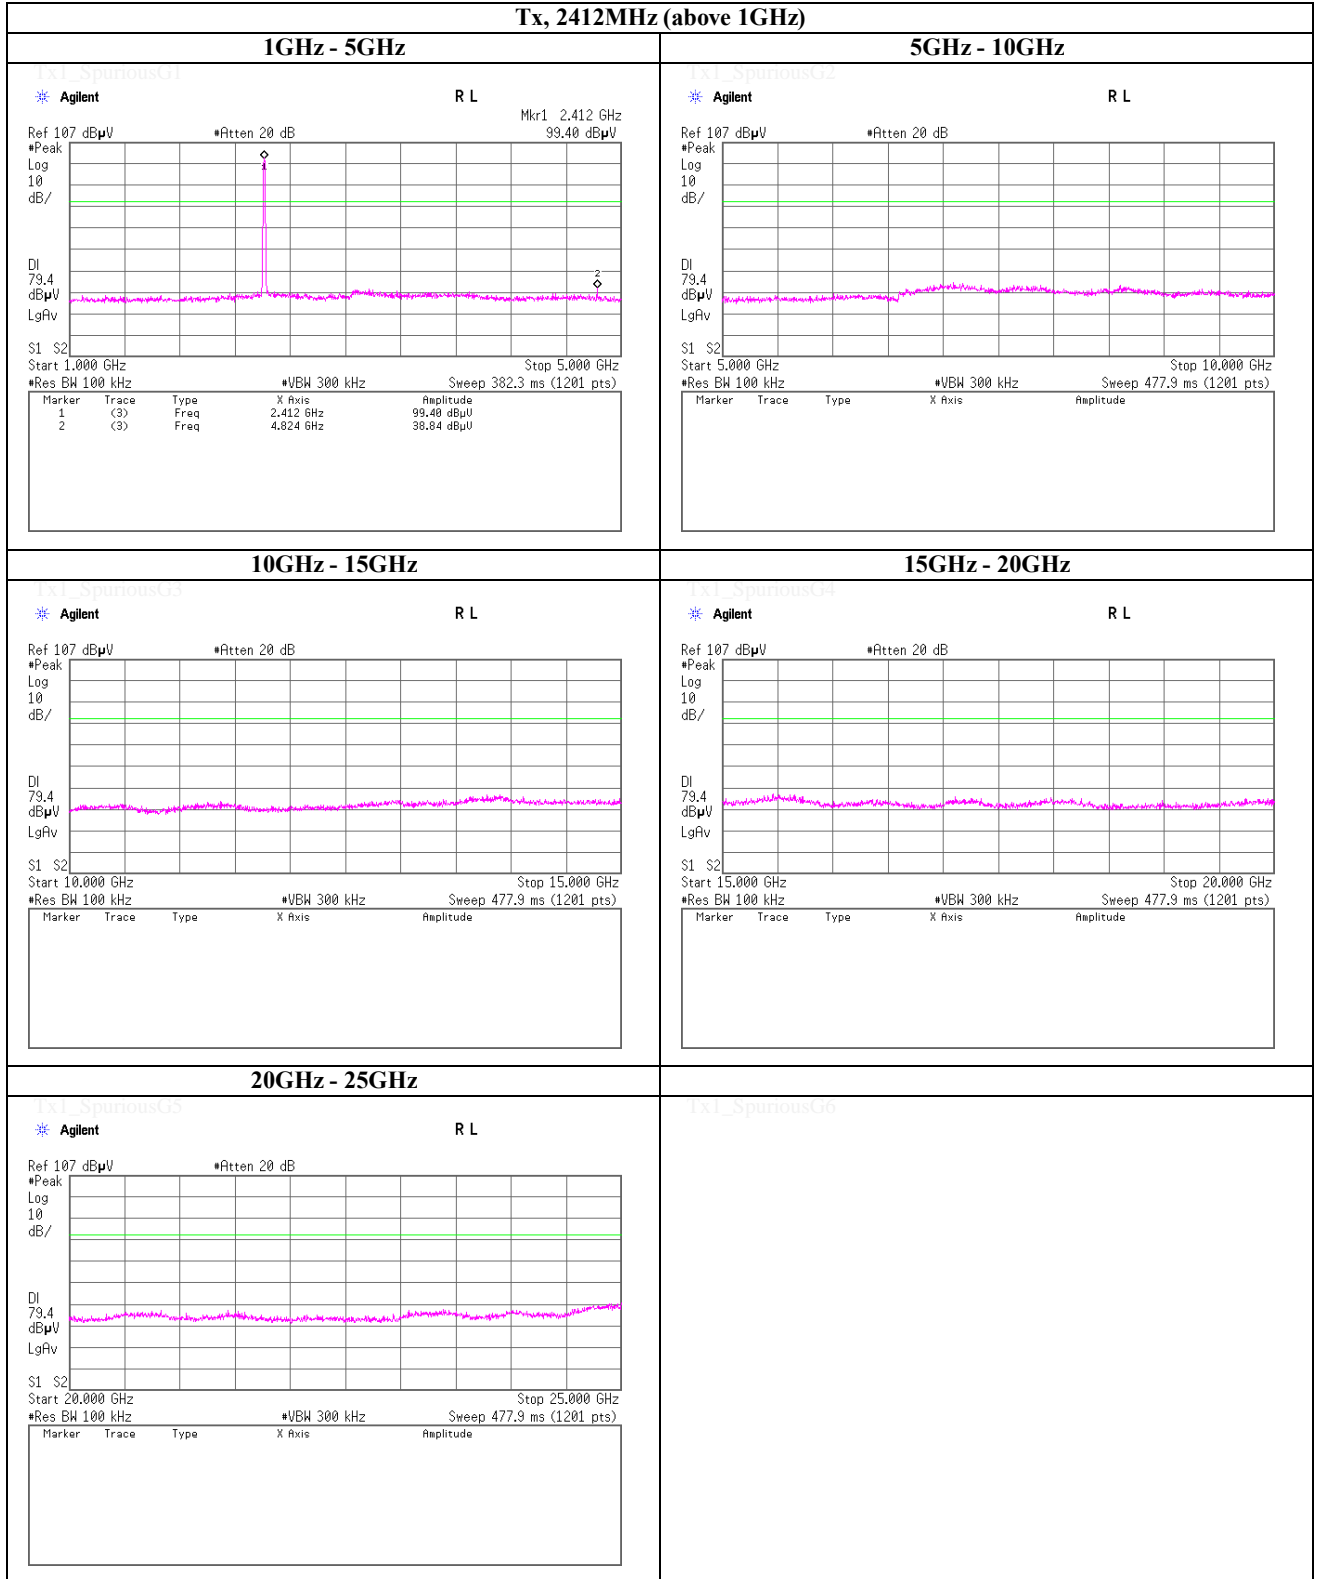 Tx, 2412MHz (above 1GHz)
1GHz - 5GHz
Tx1_SpuriousG1
Agilent R L
Mkr1 2.412 GHz
Ref 107 dBµV #Atten 20 dB 99.40 dBµV
#Peak
Log
10
dB/
1
DI
79.4
dBµV
LgAv
2
S1 S2
Start 1.000 GHz Stop 5.000 GHz
#Res BW 100 kHz #VBW 300 kHz Sweep 382.3 ms (1201 pts)
Marker Trace Type X Axis Amplitude
1 (3) Freq 2.412 GHz 99.40 dBµV
2 (3) Freq 4.824 GHz 38.84 dBµV
5GHz - 10GHz
Tx1_SpuriousG2
Agilent R L
Ref 107 dBµV #Atten 20 dB
#Peak
Log
10
dB/
DI
79.4
dBµV
LgAv
S1 S2
Start 5.000 GHz Stop 10.000 GHz
#Res BW 100 kHz #VBW 300 kHz Sweep 477.9 ms (1201 pts)
Marker Trace Type X Axis Amplitude
10GHz - 15GHz
Tx1_SpuriousG3
Agilent R L
Ref 107 dBµV #Atten 20 dB
#Peak
Log
10
dB/
DI
79.4
dBµV
LgAv
S1 S2
Start 10.000 GHz Stop 15.000 GHz
#Res BW 100 kHz #VBW 300 kHz Sweep 477.9 ms (1201 pts)
Marker Trace Type X Axis Amplitude
15GHz - 20GHz
Tx1_SpuriousG4
Agilent R L
Ref 107 dBµV #Atten 20 dB
#Peak
Log
10
dB/
DI
79.4
dBµV
LgAv
S1 S2
Start 15.000 GHz Stop 20.000 GHz
#Res BW 100 kHz #VBW 300 kHz Sweep 477.9 ms (1201 pts)
Marker Trace Type X Axis Amplitude
20GHz - 25GHz
Tx1_SpuriousG5
Agilent R L
Ref 107 dBµV #Atten 20 dB
#Peak
Log
10
dB/
DI
79.4
dBµV
LgAv
S1 S2
Start 20.000 GHz Stop 25.000 GHz
#Res BW 100 kHz #VBW 300 kHz Sweep 477.9 ms (1201 pts)
Marker Trace Type X Axis Amplitude
Tx1_SpuriousG6